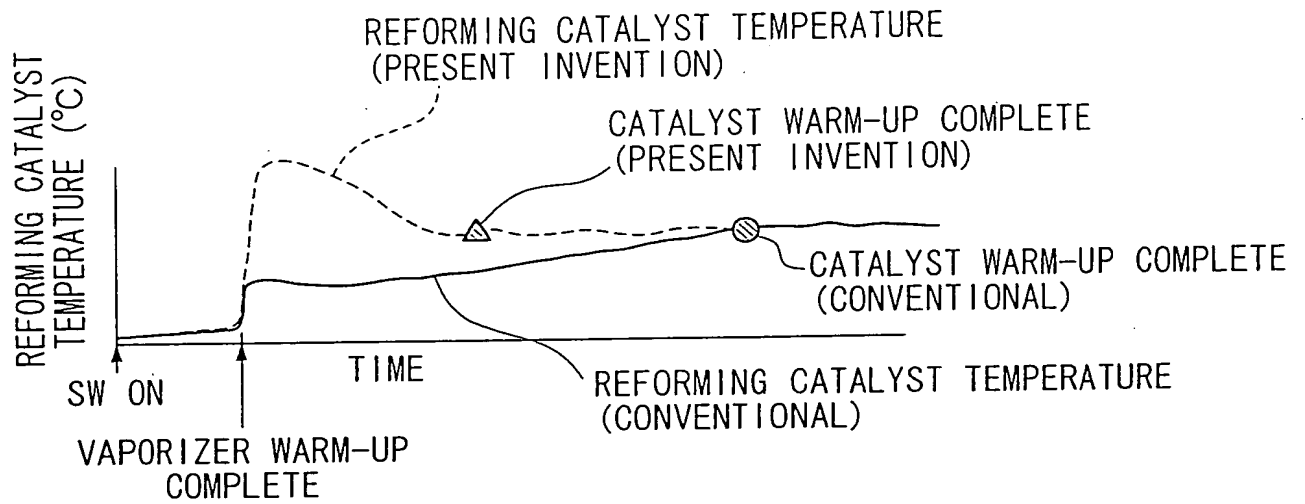 REFORMING CATALYST TEMPERATURE
(PRESENT INVENTION)
CATALYST WARM-UP COMPLETE
(PRESENT INVENTION)
REFORMING CATALYST
TEMPERATURE (°C)
CATALYST WARM-UP COMPLETE
(CONVENTIONAL)
TIME
SW ON
REFORMING CATALYST TEMPERATURE
(CONVENTIONAL)
VAPORIZER WARM-UP
COMPLETE